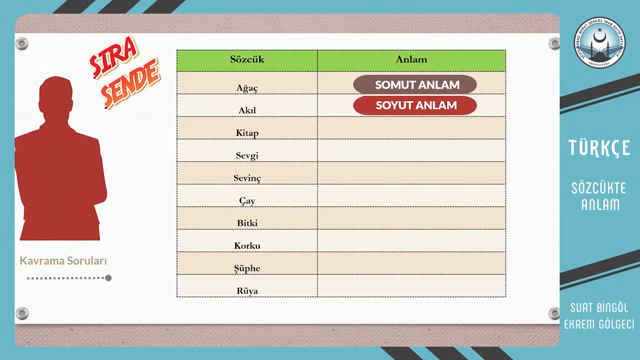 SIRA
SENDE
Sözcük Anlam
Ağaç SOMUT ANLAM
Akıl SOYUT ANLAM
Kitap
Sevgi
Sevinç
Çay
Bitki
Korku
Şüphe
Rüya
Kavrama Soruları
TÜRKÇE
SÖZCÜKTE
ANLAM
SUAT BİNGÖL
EKREM GÖLGECİ